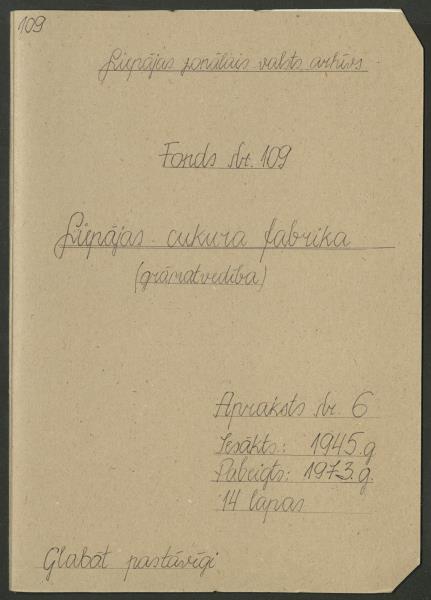 109
Liepājas zonālais valsts arhīvs
Fonds Nr. 109
Liepājas cukura fabrika
(grāmatvedība)
Apraksts Nr. 6
Iesākts: 1945.g
Pabeigts: 1973.g.
14 lapas
Glabāt pastāvīgi